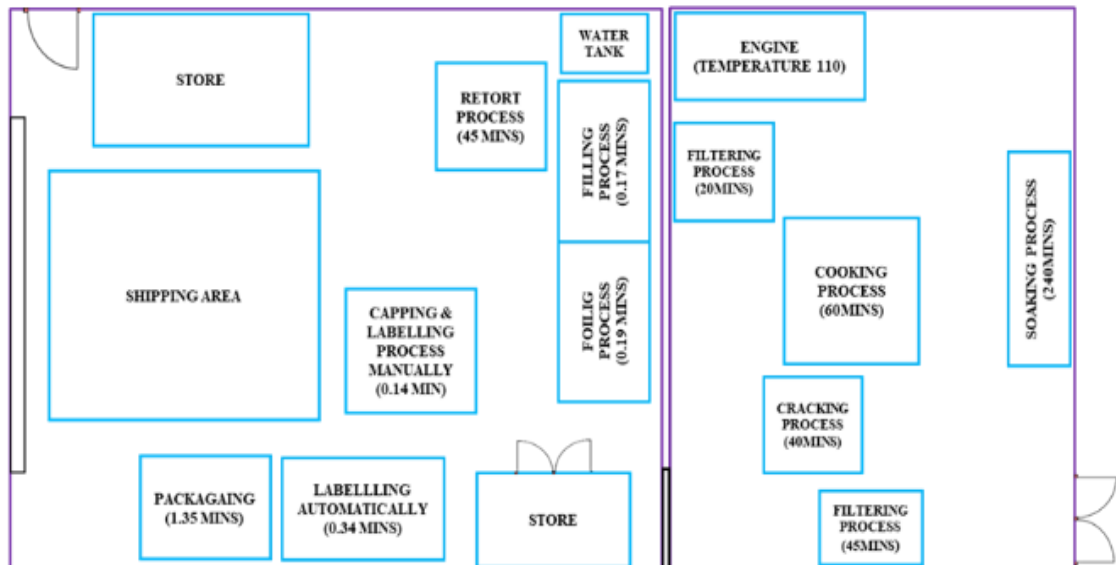 STORE
WATER
TANK
ENGINE
(TEMPERATURE 110)
RETORT
PROCESS
(45 MINS)
FILLING
PROCESS
(0.17 MINS)
FILTERING
PROCESS
(20MINS)
SOAKING PROCESS
(240MINS)
SHIPPING AREA
CAPPING &
LABELLING
PROCESS
MANUALLY
(0.14 MIN)
FOILIG
PROCESS
(0.19 MINS)
COOKING
PROCESS
(60MINS)
CRACKING
PROCESS
(40MINS)
PACKAGAING
(1.35 MINS)
LABELLLING
AUTOMATICALLY
(0.34 MINS)
STORE
FILTERING
PROCESS
(45MINS)